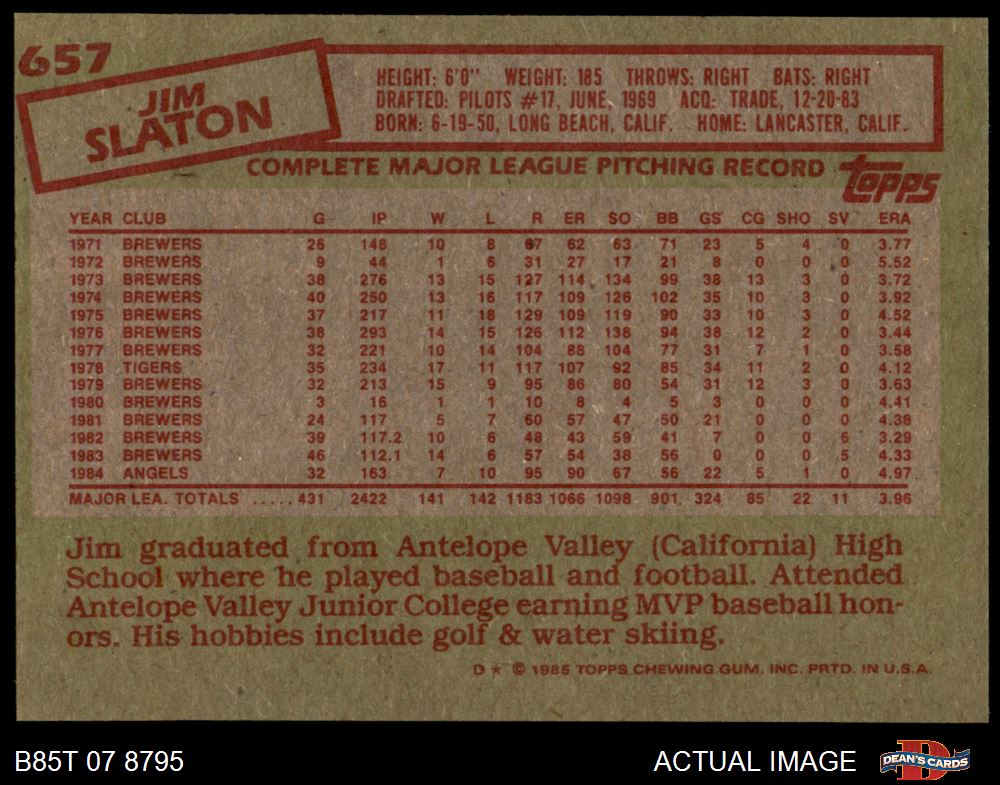 657
JIM
SLATON
HEIGHT: 6'0" WEIGHT: 185 THROWS: RIGHT BATS: RIGHT
DRAFTED: PILOTS #17, JUNE, 1969 ACQ: TRADE, 12-20-83
BORN: 6-19-50, LONG BEACH, CALIF. HOME: LANCASTER, CALIF.
COMPLETE MAJOR LEAGUE PITCHING RECORD
topps
YEAR CLUB G IP W L R ER SO BB GS CG SHO SV ERA
1971 BREWERS 26 148 10 8 67 62 63 71 23 5 4 0 3.77
1972 BREWERS 9 44 1 6 31 27 17 21 8 0 0 0 5.52
1973 BREWERS 38 276 13 15 127 114 134 99 38 13 3 0 3.72
1974 BREWERS 40 250 13 16 117 109 126 102 35 10 3 0 3.92
1975 BREWERS 37 217 11 18 129 109 119 90 33 10 3 0 4.52
1976 BREWERS 38 293 14 15 126 112 138 94 38 12 2 0 3.44
1977 BREWERS 32 221 10 14 104 88 104 77 31 7 1 0 3.58
1978 TIGERS 35 234 17 11 117 107 92 85 34 11 2 0 4.12
1979 BREWERS 32 213 15 9 95 86 80 54 31 12 3 0 3.63
1980 BREWERS 3 16 1 1 10 8 4 5 3 0 0 0 4.41
1981 BREWERS 24 117 5 7 60 57 47 50 21 0 0 0 4.38
1982 BREWERS 39 117.2 10 6 48 43 59 41 7 0 0 6 3.29
1983 BREWERS 46 112.1 14 6 57 54 38 56 0 0 0 5 4.33
1984 ANGELS 32 163 7 10 95 90 67 56 22 5 1 0 4.97
MAJOR LEA. TOTALS ..... 431 2422 141 142 1183 1066 1098 901 324 85 22 11 3.96
Jim graduated from Antelope Valley (California) High
School where he played baseball and football. Attended
Antelope Valley Junior College earning MVP baseball hon-
ors. His hobbies include golf & water skiing.
D ★ © 1985 TOPPS CHEWING GUM, INC. PRTD. IN U.S.A.
B85T 07 8795
ACTUAL IMAGE
D
DEAN'S CARDS